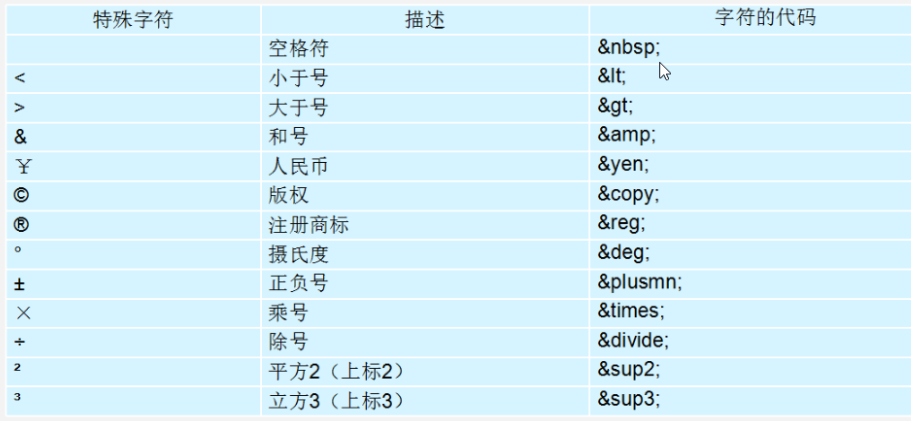 特殊字符 描述 字符的代码
空格符 &nbsp;
< 小于号 &lt;
> 大于号 &gt;
& 和号 &amp;
￥ 人民币 &yen;
© 版权 &copy;
® 注册商标 &reg;
° 摄氏度 &deg;
± 正负号 &plusmn;
× 乘号 &times;
÷ 除号 &divide;
² 平方2（上标2） &sup2;
³ 立方3（上标3） &sup3;